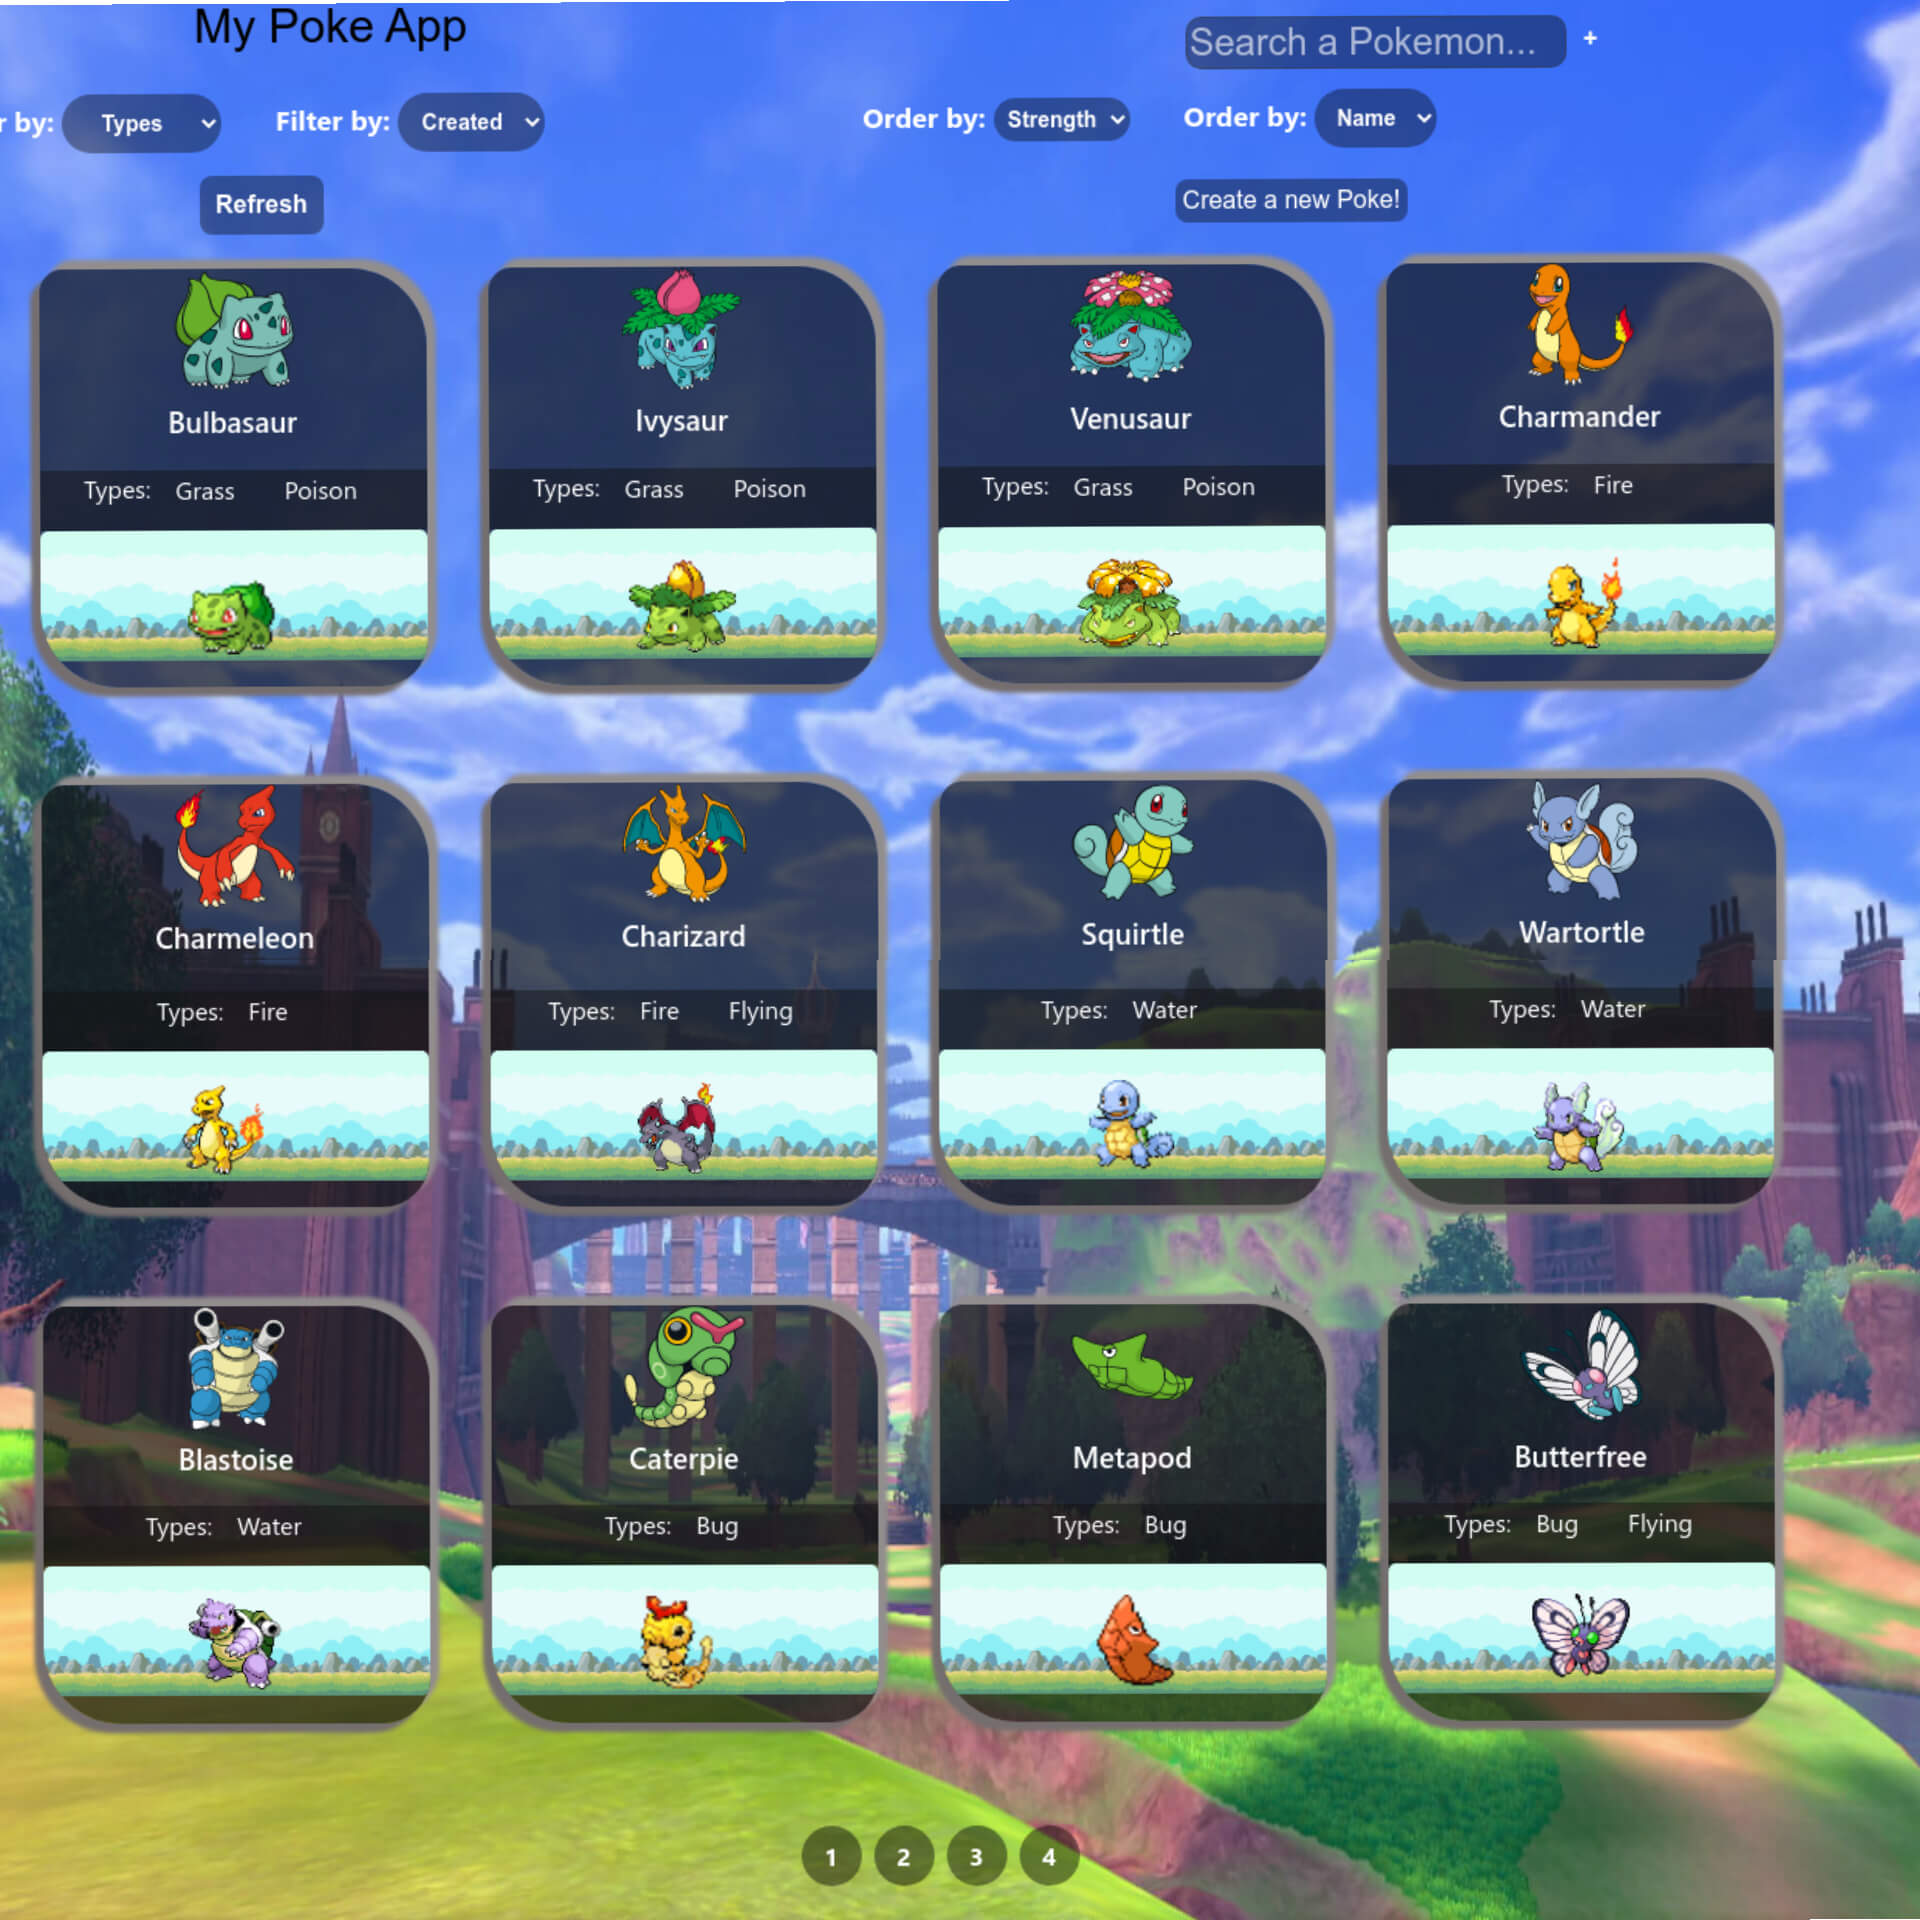 My Poke App
Search a Pokemon... +
r by: Types Filter by: Created Order by: Strength Order by: Name
Refresh Create a new Poke!
Bulbasaur Ivysaur Venusaur Charmander
Types: Grass Poison Types: Grass Poison Types: Grass Poison Types: Fire
Charmeleon Charizard Squirtle Wartortle
Types: Fire Types: Fire Flying Types: Water Types: Water
Blastoise Caterpie Metapod Butterfree
Types: Water Types: Bug Types: Bug Types: Bug Flying
1 2 3 4